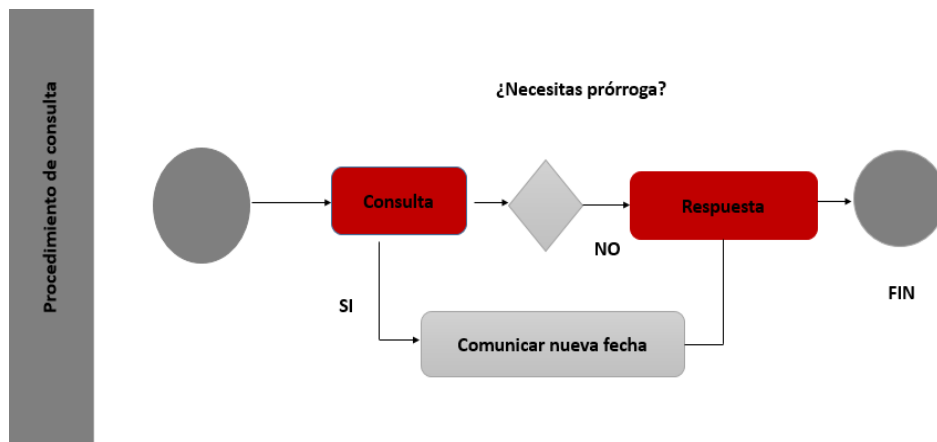 Procedimiento de consulta
¿Necesitas prórroga?
Consulta
Respuesta
NO
SI
FIN
Comunicar nueva fecha